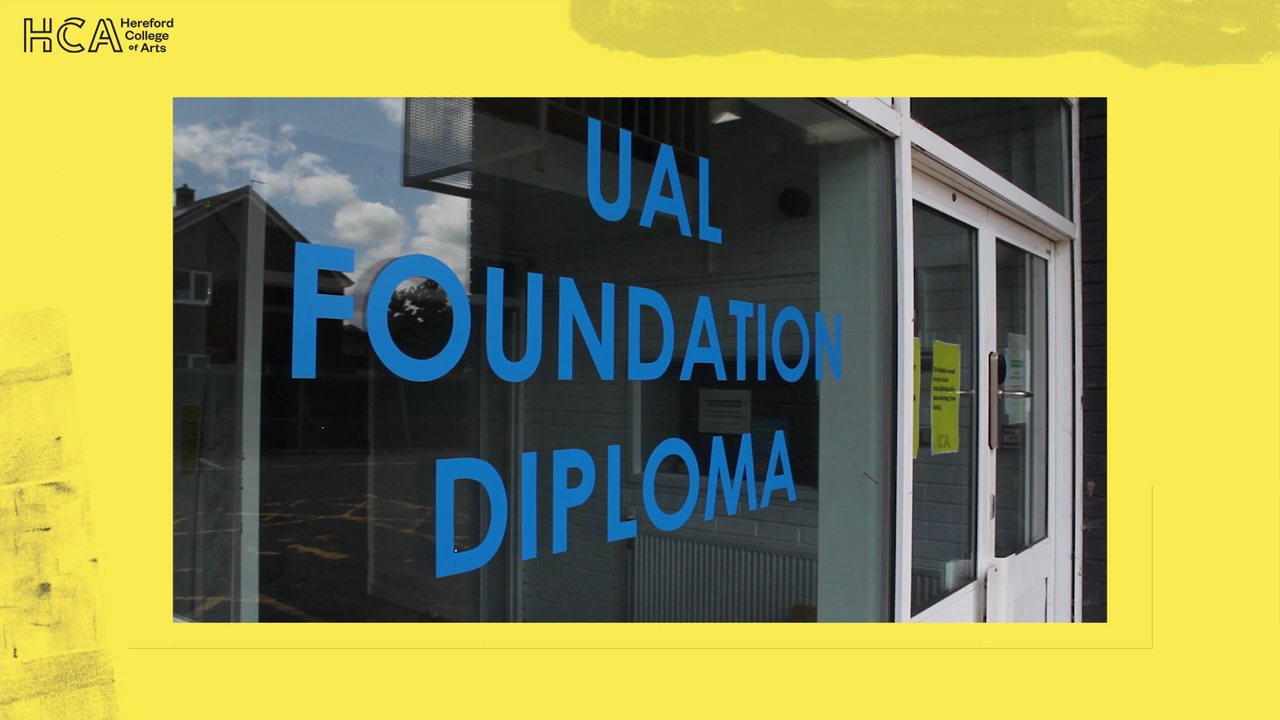 HCA
Hereford
College
of Arts
UAL
FOUNDATION
DIPLOMA